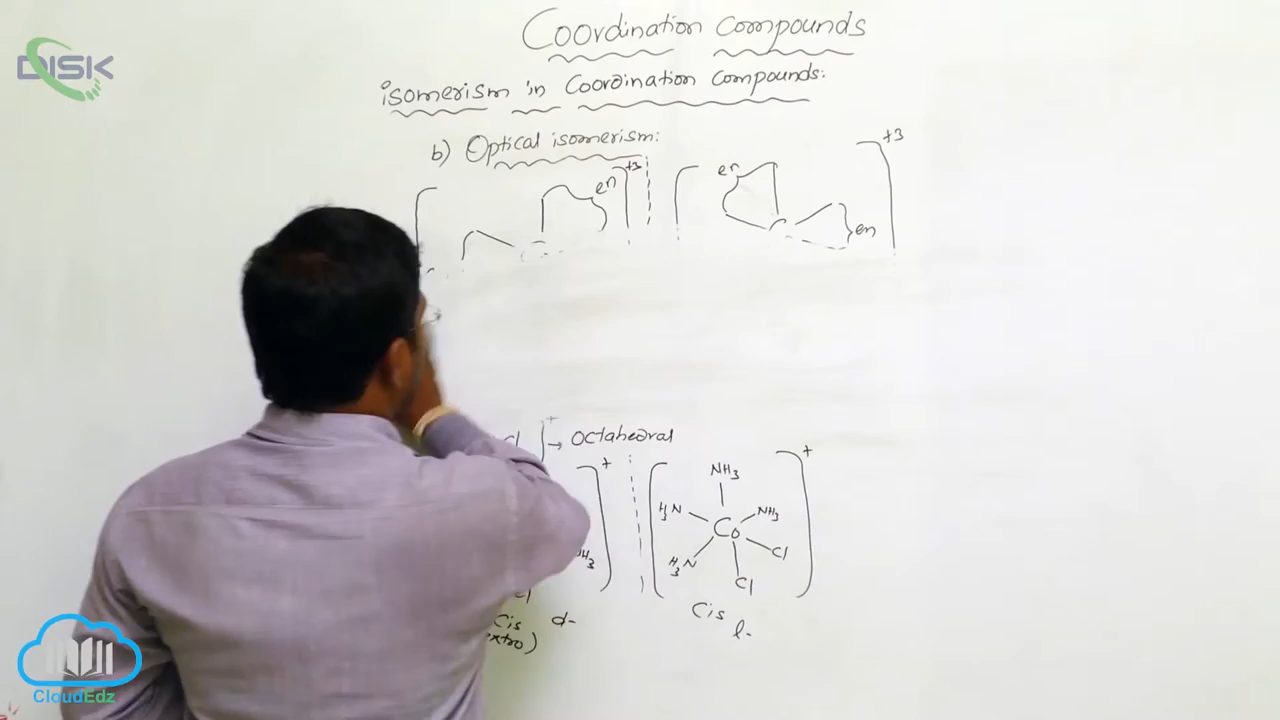 DISK
Coordination Compounds
isomerism in Coordination Compounds:
b) Optical isomerism:
+3
+3
en
en
en
Cl
+
→ Octahedral
+
+
NH3
H3N
NH3
Co
H3N
Cl
Cl
Cis d-
Cis
l-
CloudEdz